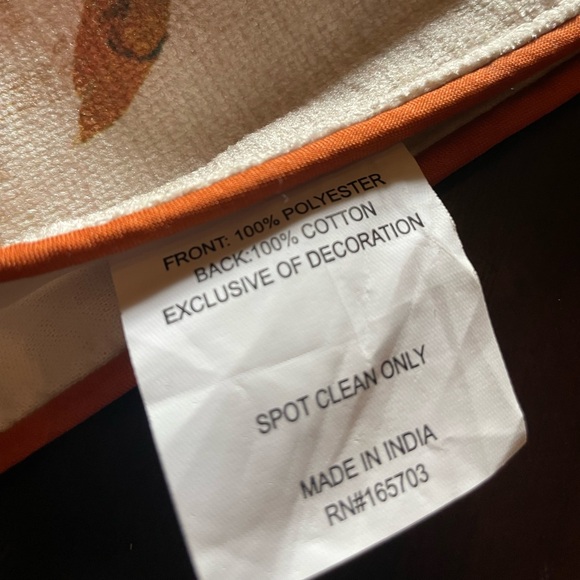 FRONT: 100% POLYESTER
BACK:100% COTTON
EXCLUSIVE OF DECORATION
SPOT CLEAN ONLY
MADE IN INDIA
RN#165703